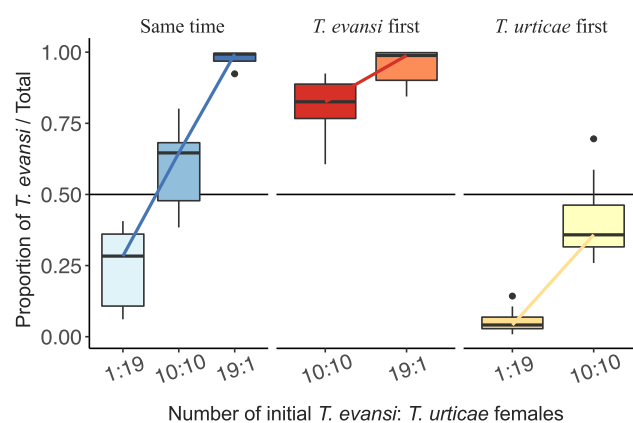 Same time T. evansi first T. urticae first
Proportion of T. evansi / Total
1.00
0.75
0.50
0.25
0.00
1:19 10:10 19:1 10:10 19:1 1:19 10:10
Number of initial T. evansi: T. urticae females